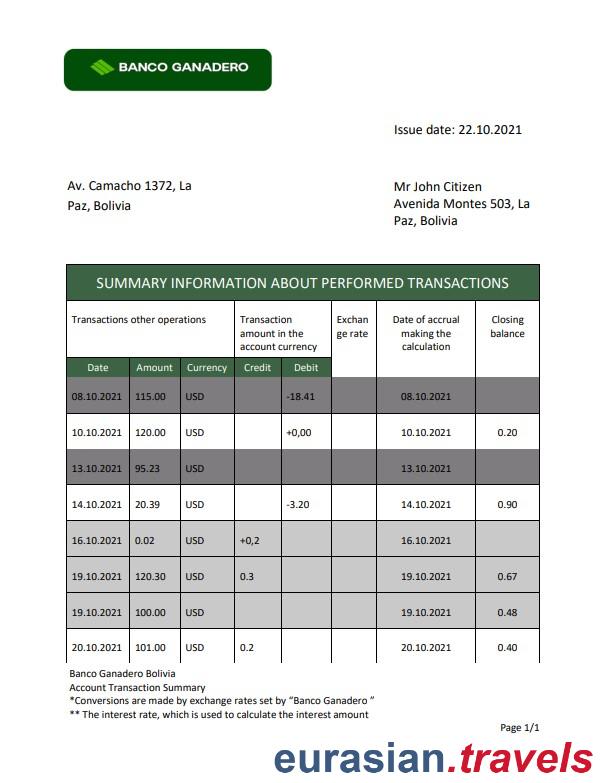 BANCO GANADERO
Issue date: 22.10.2021
Av. Camacho 1372, La
Paz, Bolivia
Mr John Citizen
Avenida Montes 503, La
Paz, Bolivia
SUMMARY INFORMATION ABOUT PERFORMED TRANSACTIONS
Transactions other operations
Transaction
amount in the
account currency
Exchan
ge rate
Date of accrual
making the
calculation
Closing
balance
Date Amount Currency Credit Debit
08.10.2021 115.00 USD -18.41 08.10.2021
10.10.2021 120.00 USD +0,00 10.10.2021 0.20
13.10.2021 95.23 USD 13.10.2021
14.10.2021 20.39 USD -3.20 14.10.2021 0.90
16.10.2021 0.02 USD +0,2 16.10.2021
19.10.2021 120.30 USD 0.3 19.10.2021 0.67
19.10.2021 100.00 USD 19.10.2021 0.48
20.10.2021 101.00 USD 0.2 20.10.2021 0.40
Banco Ganadero Bolivia
Account Transaction Summary
*Conversions are made by exchange rates set by “Banco Ganadero ”
** The interest rate, which is used to calculate the interest amount
Page 1/1
eurasian.travels